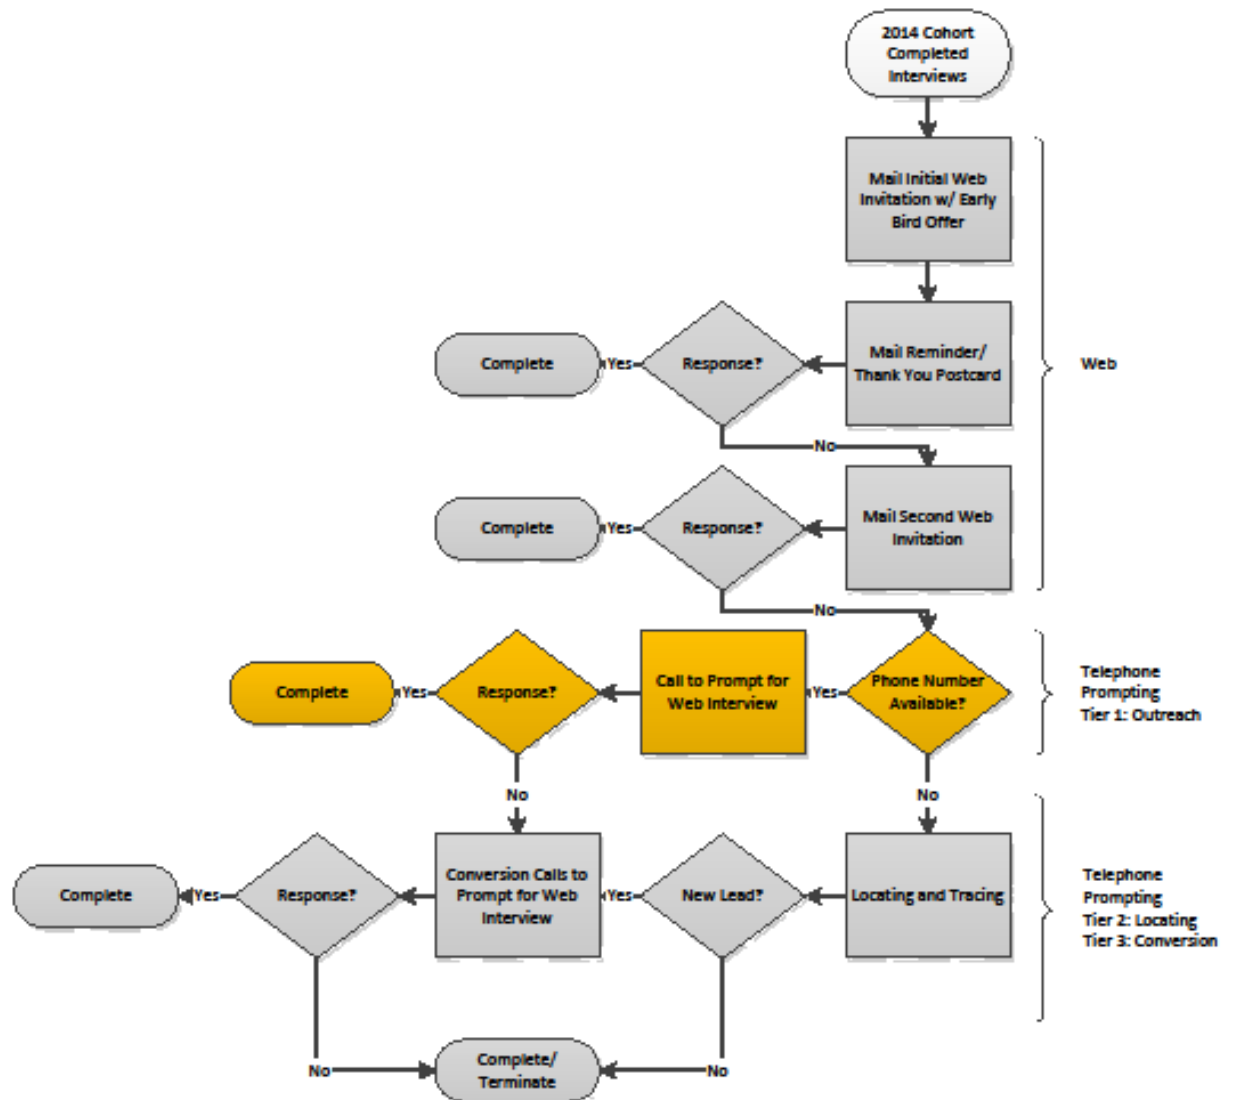 2014 Cohort
Completed
Interviews
Mail Initial Web
Invitation w/ Early
Bird Offer
Complete
Yes
Response?
Mail Reminder/
Thank You Postcard
Web
No
Complete
Yes
Response?
Mail Second Web
Invitation
No
Complete
Yes
Response?
Call to Prompt for
Web Interview
Yes
Phone Number
Available?
Telephone
Prompting
Tier 1: Outreach
No
No
Complete
Yes
Response?
Conversion Calls to
Prompt for Web
Interview
Yes
New Lead?
Locating and Tracing
Telephone
Prompting
Tier 2: Locating
Tier 3: Conversion
No
Complete/
Terminate
No